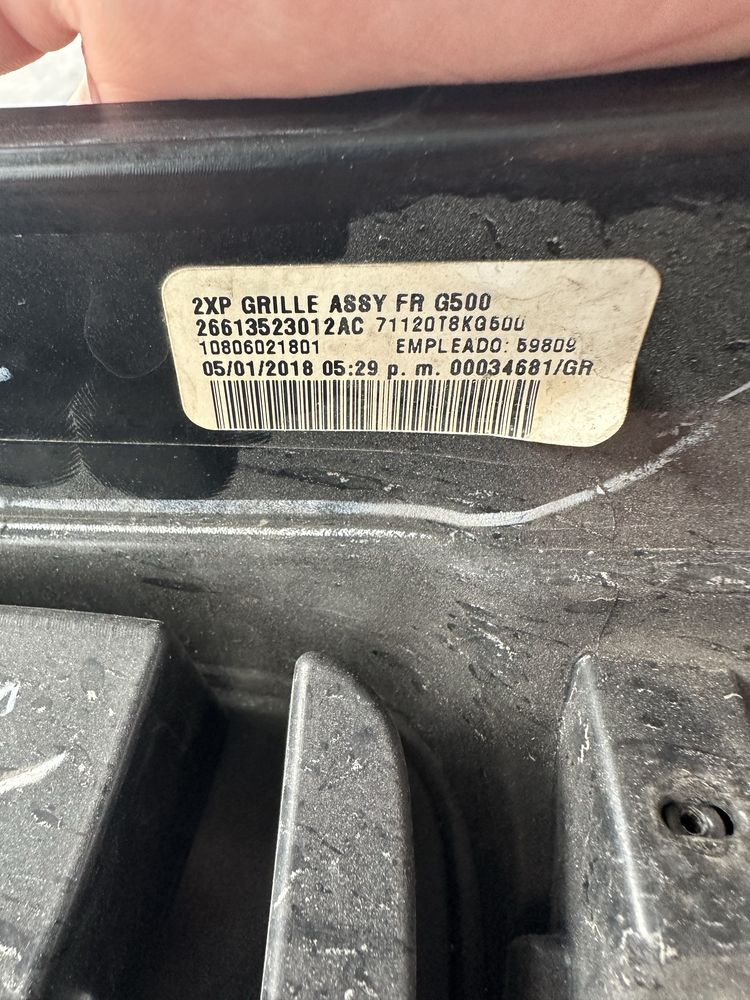 2XP GRILLE ASSY FR G500
26613523012AC 71120T8KG500
10806021801 EMPLEADO: 59809
05/01/2018 05:29 p. m. 00034681/GR